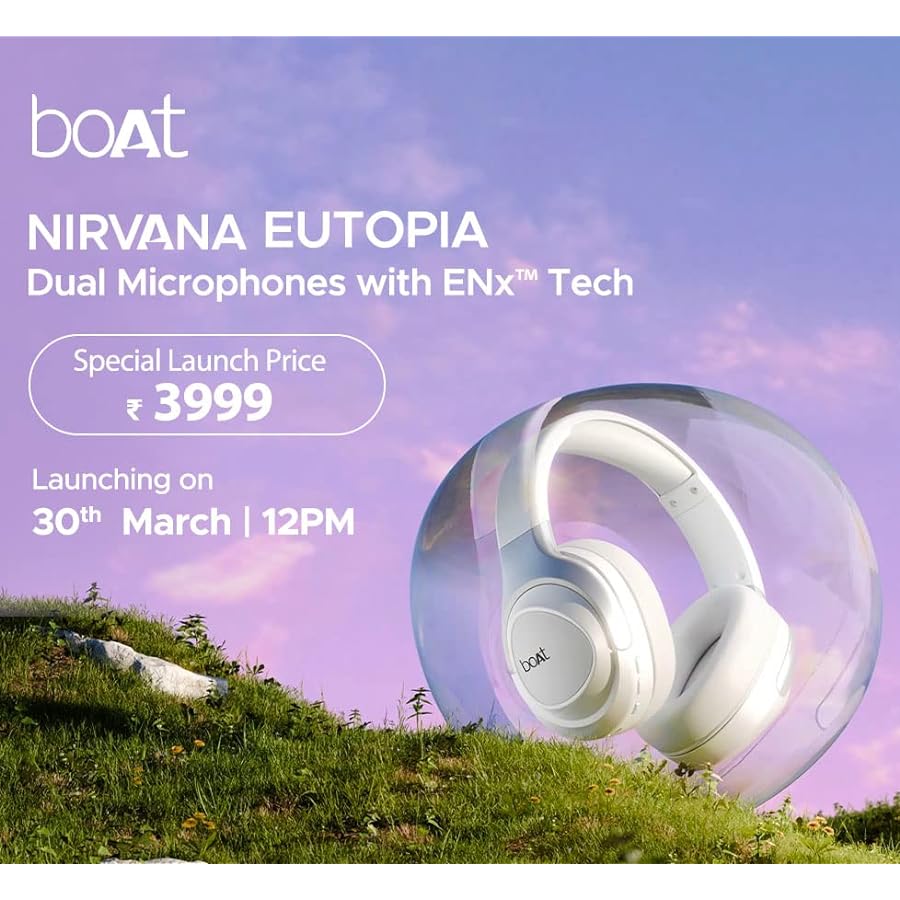 boAt
NIRVANA EUTOPIA
Dual Microphones with ENx™ Tech
Special Launch Price
₹ 3999
Launching on
30th March | 12PM
boAt